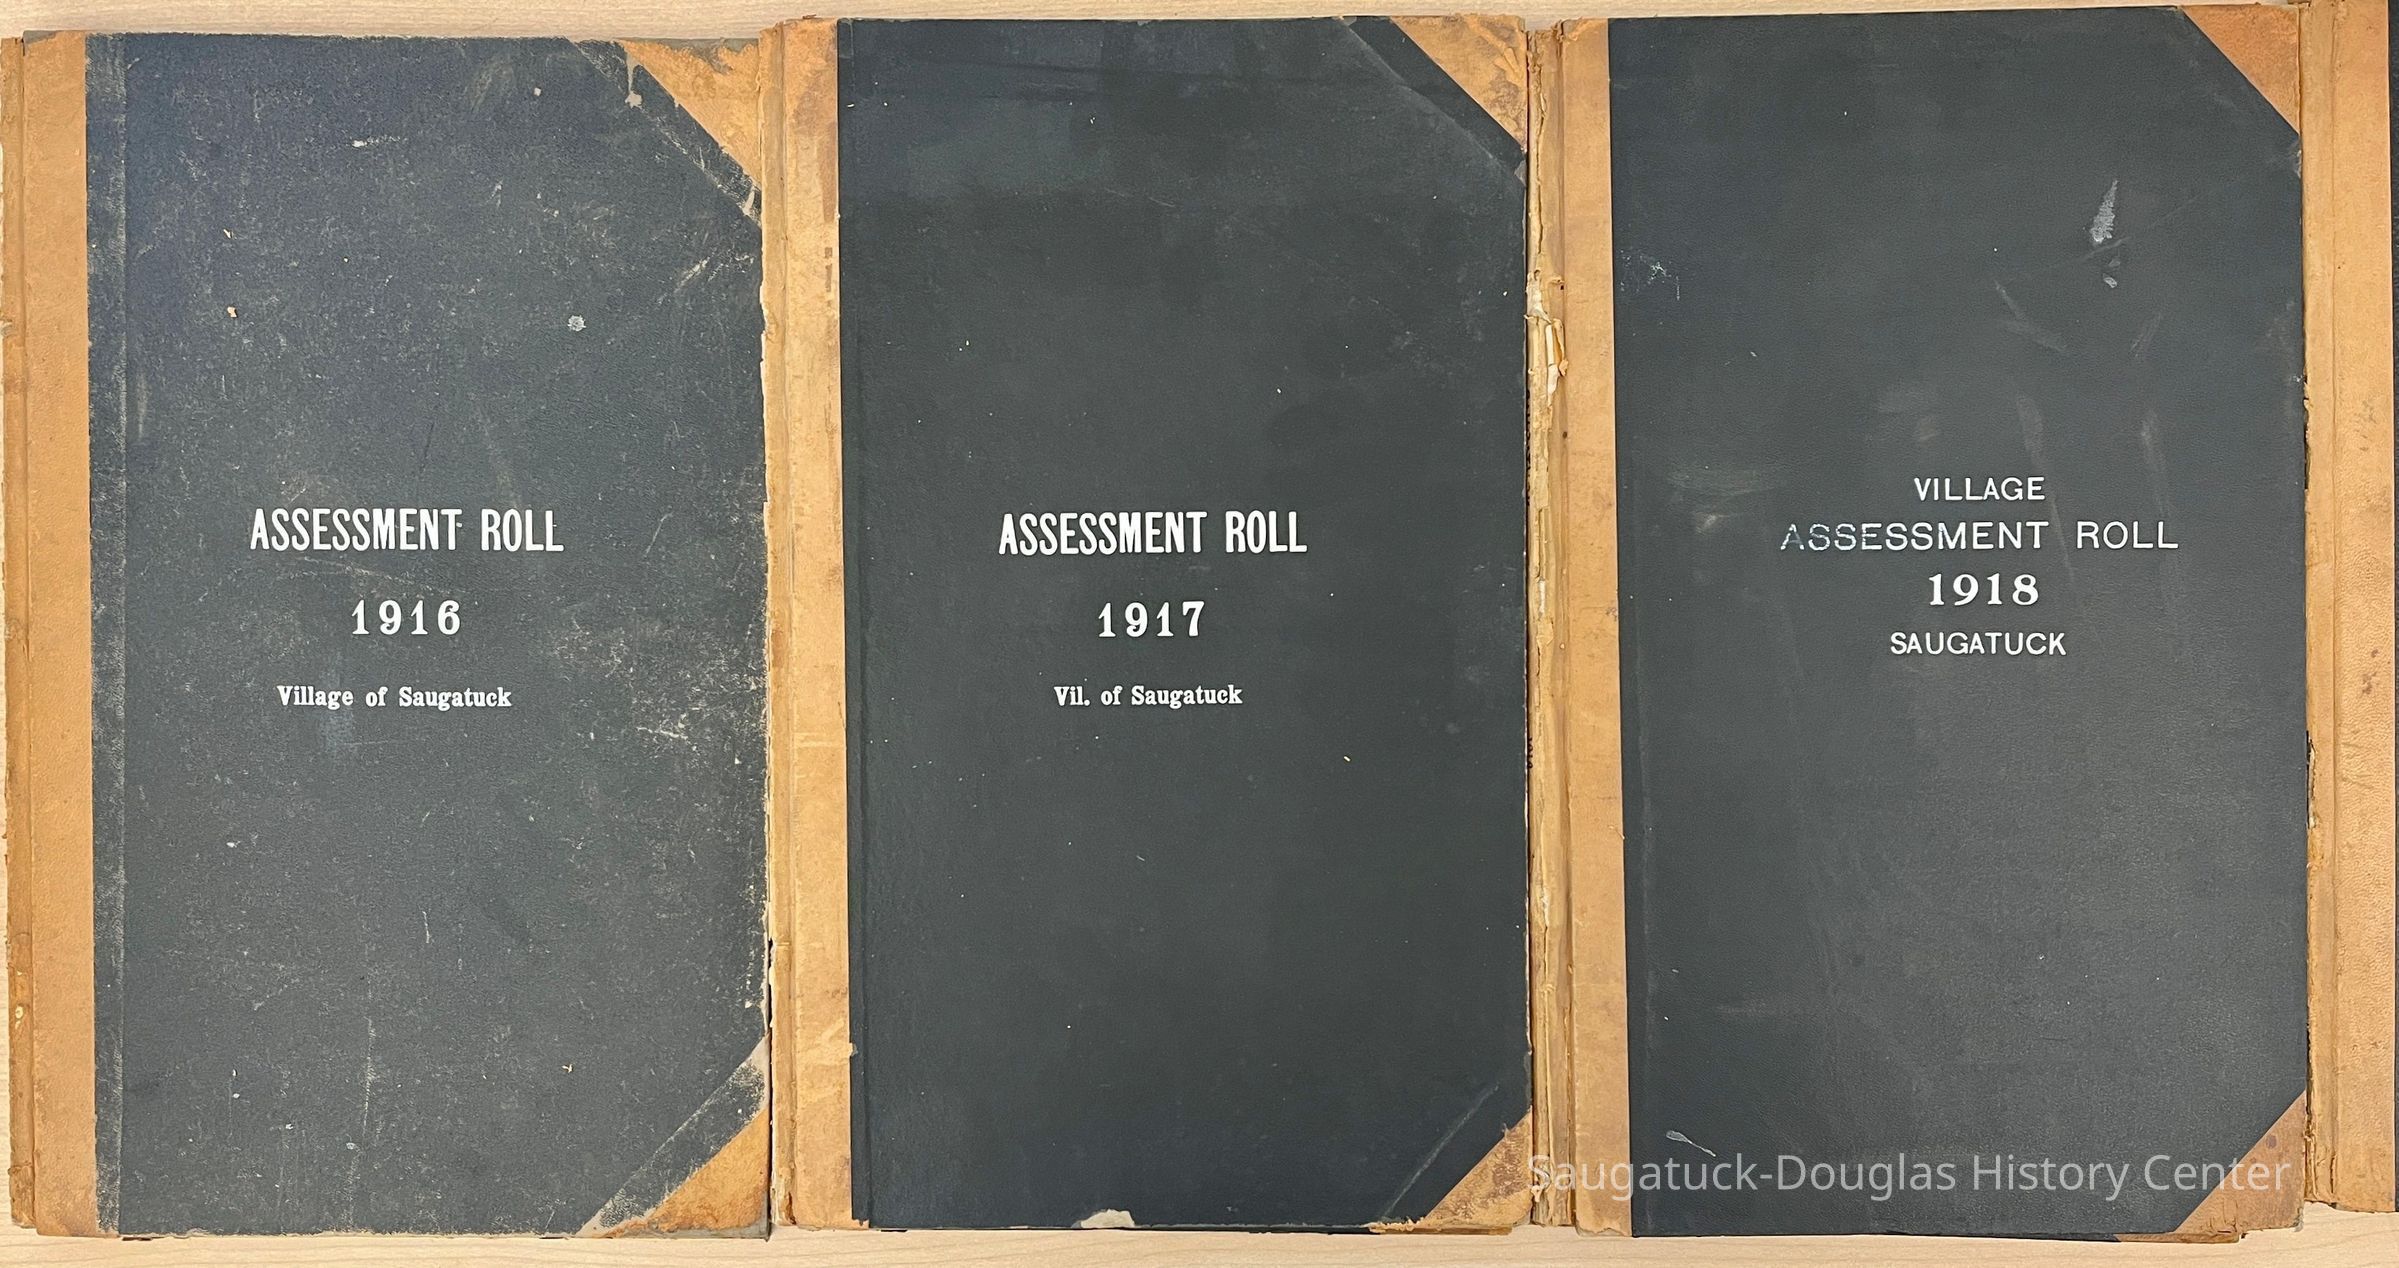 ASSESSMENT ROLL
1916
Village of Saugatuck
ASSESSMENT ROLL
1917
Vil. of Saugatuck
VILLAGE
ASSESSMENT ROLL
1918
SAUGATUCK
Saugatuck-Douglas History Center